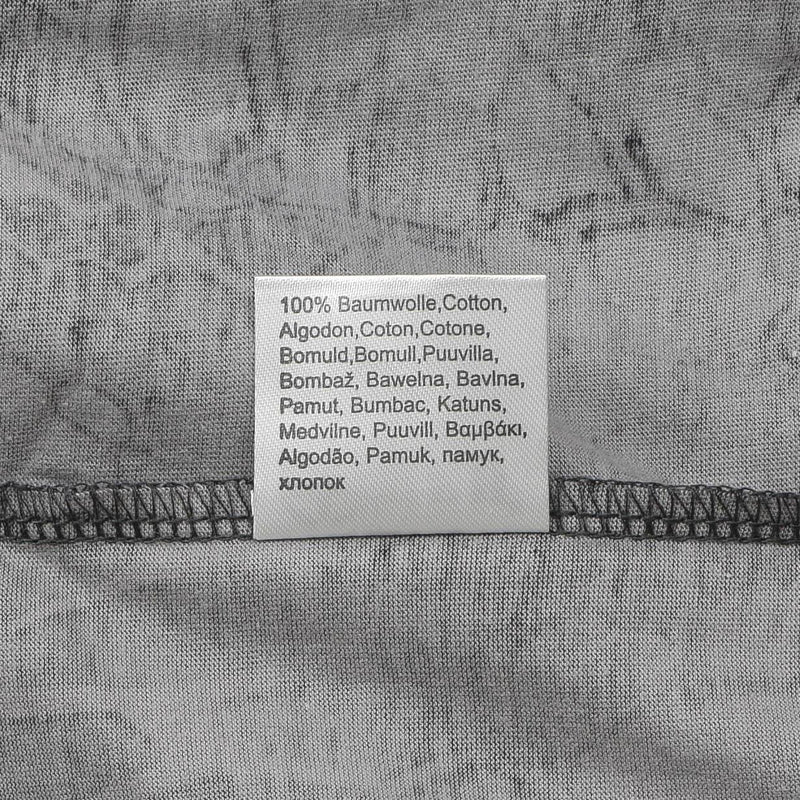 100% Baumwolle,Cotton,
Algodon,Coton,Cotone,
Bomuld,Bomull,Puuvilla,
Bombaž, Bawelna, Bavlna,
Pamut, Bumbac, Katuns,
Medvilne, Puuvill, Βαμβάκι,
Algodão, Pamuk, памук,
хлопок